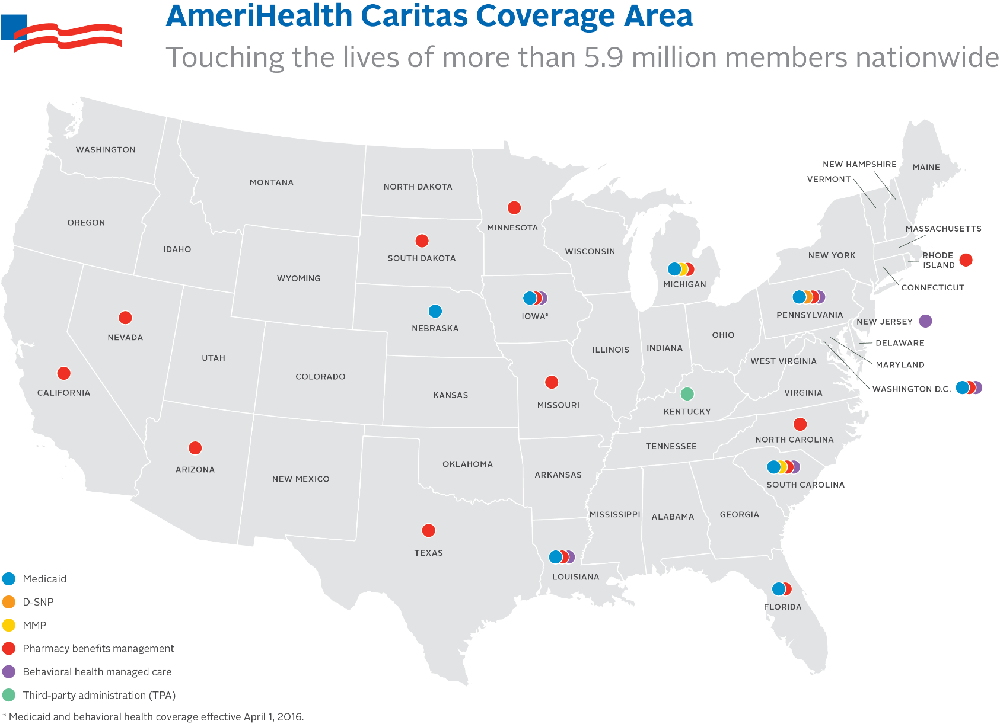 AmeriHealth Caritas Coverage Area
Touching the lives of more than 5.9 million members nationwide
WASHINGTON
MONTANA
NORTH DAKOTA
MINNESOTA
NEW HAMPSHIRE
VERMONT
MAINE
OREGON
IDAHO
WYOMING
SOUTH DAKOTA
WISCONSIN
MICHIGAN
NEW YORK
MASSACHUSETTS
RHODE
ISLAND
CONNECTICUT
NEVADA
UTAH
COLORADO
NEBRASKA
IOWA*
ILLINOIS
INDIANA
OHIO
PENNSYLVANIA
NEW JERSEY
DELAWARE
MARYLAND
WASHINGTON D.C.
WEST VIRGINIA
VIRGINIA
CALIFORNIA
KANSAS
MISSOURI
KENTUCKY
NORTH CAROLINA
TENNESSEE
ARIZONA
NEW MEXICO
OKLAHOMA
ARKANSAS
SOUTH CAROLINA
MISSISSIPPI
ALABAMA
GEORGIA
TEXAS
LOUISIANA
FLORIDA
Medicaid
D-SNP
MMP
Pharmacy benefits management
Behavioral health managed care
Third-party administration (TPA)
* Medicaid and behavioral health coverage effective April 1, 2016.